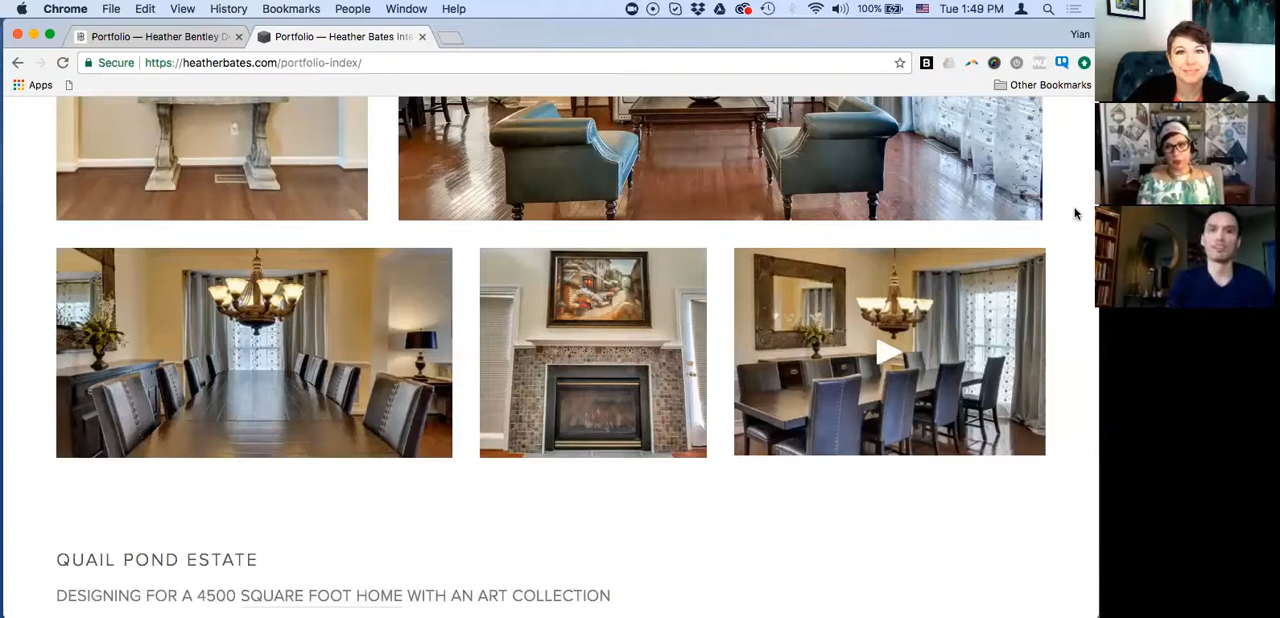 Chrome File Edit View History Bookmarks People Window Help 100% Tue 1:49 PM
Portfolio — Heather Bentley D Portfolio — Heather Bates Inte Yian
Secure https://heatherbates.com/portfolio-index/
Apps Other Bookmarks
QUAIL POND ESTATE
DESIGNING FOR A 4500 SQUARE FOOT HOME WITH AN ART COLLECTION